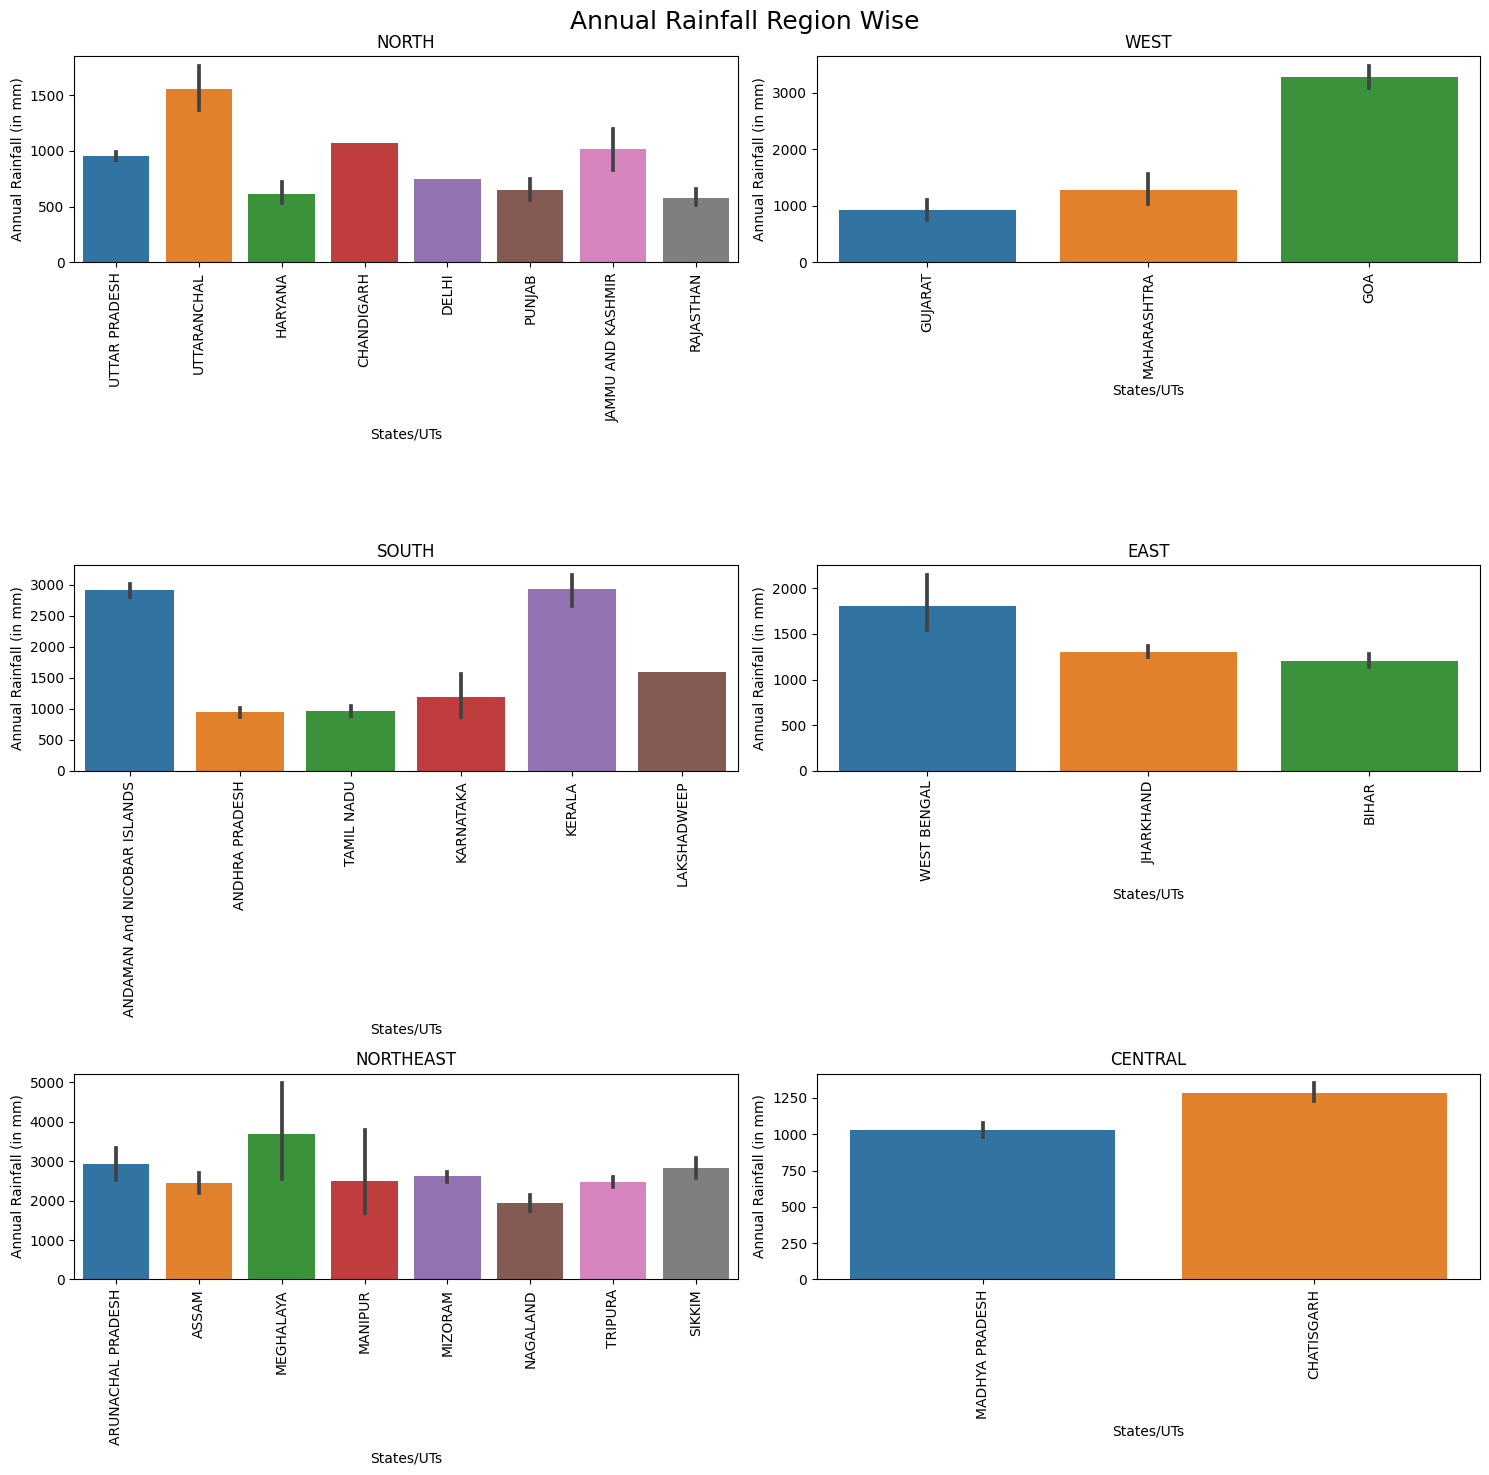 Annual Rainfall Region Wise
NORTH
Annual Rainfall (in mm)
1500
1000
500
0
UTTAR PRADESH
UTTARANCHAL
HARYANA
CHANDIGARH
DELHI
PUNJAB
JAMMU AND KASHMIR
RAJASTHAN
States/UTs
WEST
Annual Rainfall (in mm)
3000
2000
1000
0
GUJARAT
MAHARASHTRA
GOA
States/UTs
SOUTH
Annual Rainfall (in mm)
3000
2500
2000
1500
1000
500
0
ANDAMAN And NICOBAR ISLANDS
ANDHRA PRADESH
TAMIL NADU
KARNATAKA
KERALA
LAKSHADWEEP
States/UTs
EAST
Annual Rainfall (in mm)
2000
1500
1000
500
0
WEST BENGAL
JHARKHAND
BIHAR
States/UTs
NORTHEAST
Annual Rainfall (in mm)
5000
4000
3000
2000
1000
0
ARUNACHAL PRADESH
ASSAM
MEGHALAYA
MANIPUR
MIZORAM
NAGALAND
TRIPURA
SIKKIM
States/UTs
CENTRAL
Annual Rainfall (in mm)
1250
1000
750
500
250
0
MADHYA PRADESH
CHATISGARH
States/UTs